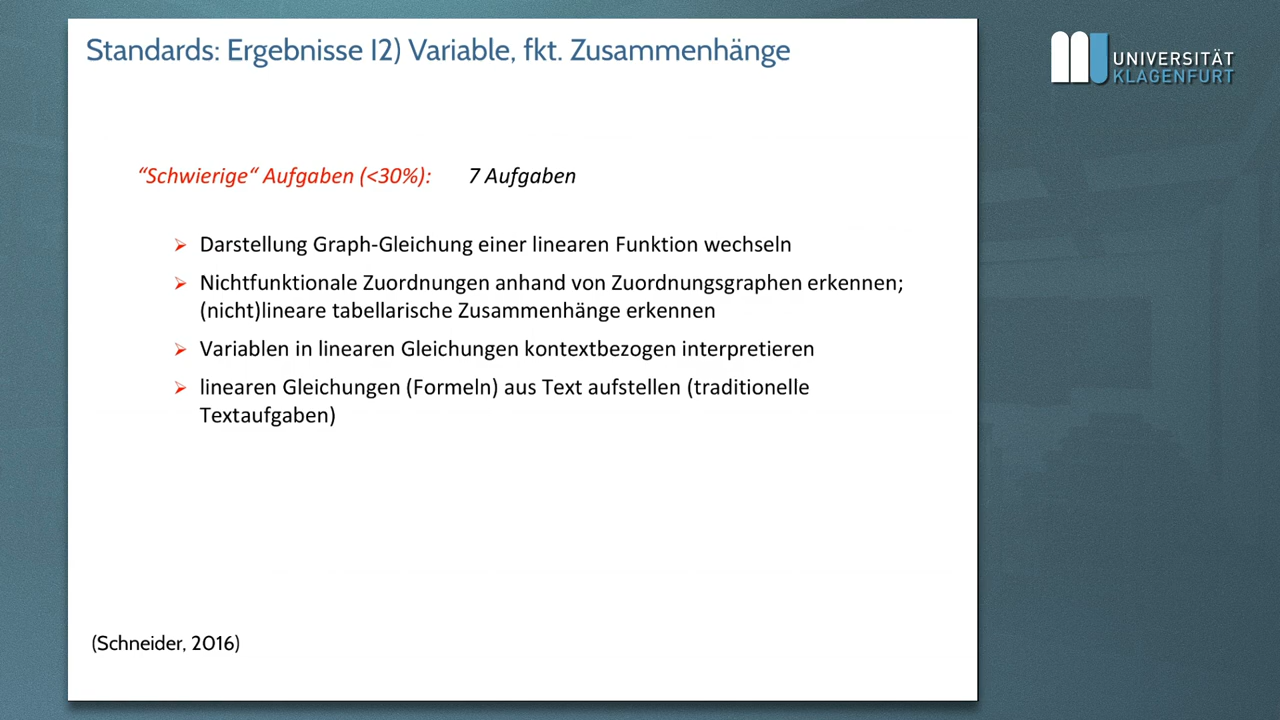 Standards: Ergebnisse I2) Variable, fkt. Zusammenhänge
UNIVERSITÄT
KLAGENFURT
“Schwierige“ Aufgaben (<30%): 7 Aufgaben
Darstellung Graph-Gleichung einer linearen Funktion wechseln
Nichtfunktionale Zuordnungen anhand von Zuordnungsgraphen erkennen;
(nicht)lineare tabellarische Zusammenhänge erkennen
Variablen in linearen Gleichungen kontextbezogen interpretieren
linearen Gleichungen (Formeln) aus Text aufstellen (traditionelle
Textaufgaben)
(Schneider, 2016)